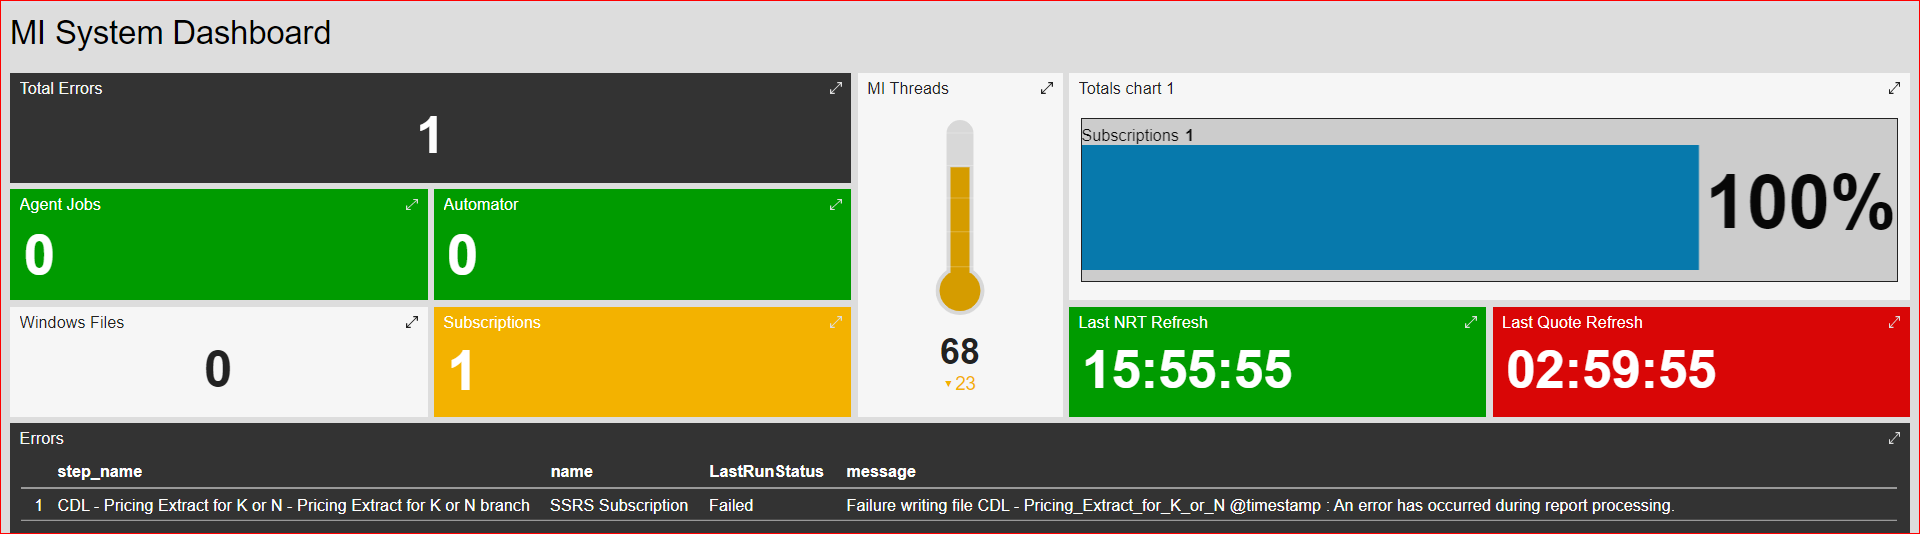 MI System Dashboard
Total Errors
1
Agent Jobs
0
Automator
0
Windows Files
0
Subscriptions
1
MI Threads
68
▼23
Totals chart 1
Subscriptions 1
100%
Last NRT Refresh
15:55:55
Last Quote Refresh
02:59:55
Errors
step_name name LastRunStatus message
1 CDL - Pricing Extract for K or N - Pricing Extract for K or N branch SSRS Subscription Failed Failure writing file CDL - Pricing_Extract_for_K_or_N @timestamp : An error has occurred during report processing.